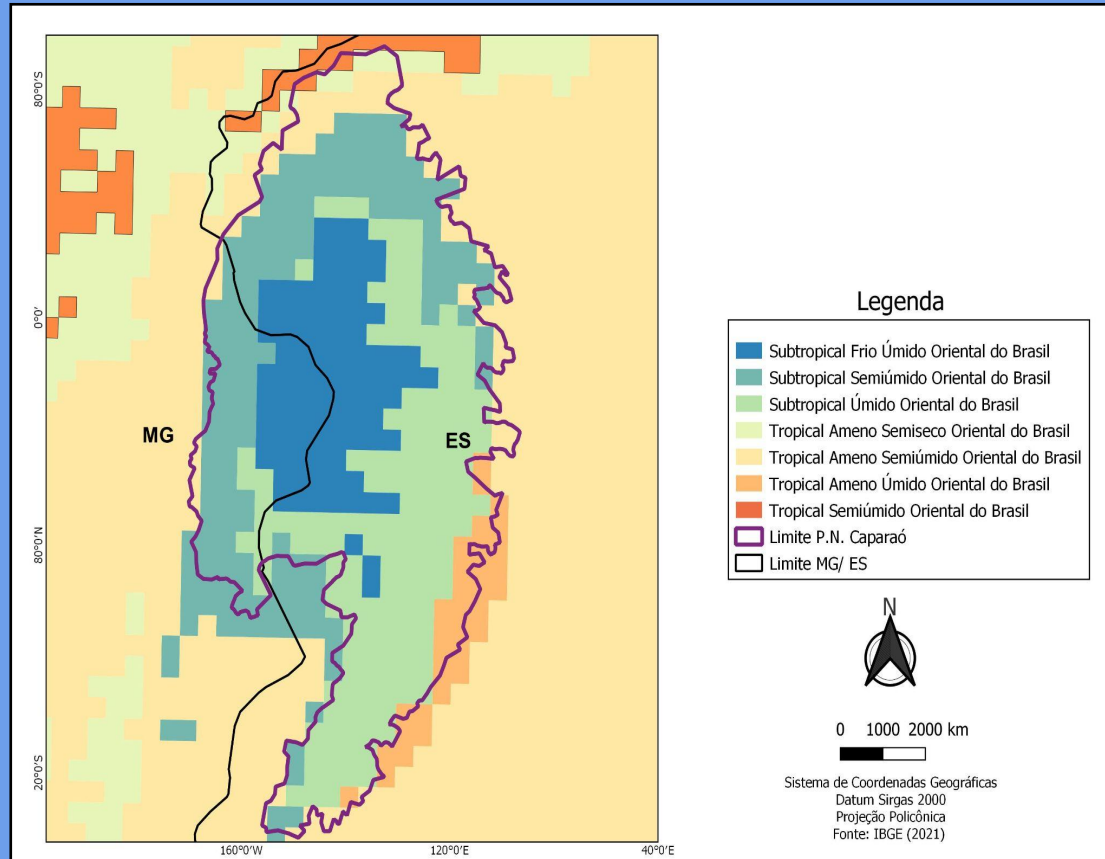 80°0'S
0°0'
80°0'N
20°0'S
160°0'W
120°0'E
40°0'E
MG
ES
Legenda
Subtropical Frio Úmido Oriental do Brasil
Subtropical Semiúmido Oriental do Brasil
Subtropical Úmido Oriental do Brasil
Tropical Ameno Semiseco Oriental do Brasil
Tropical Ameno Semiúmido Oriental do Brasil
Tropical Ameno Úmido Oriental do Brasil
Tropical Semiúmido Oriental do Brasil
Limite P.N. Caparaó
Limite MG/ ES
N
0 1000 2000 km
Sistema de Coordenadas Geográficas
Datum Sirgas 2000
Projeção Policônica
Fonte: IBGE (2021)